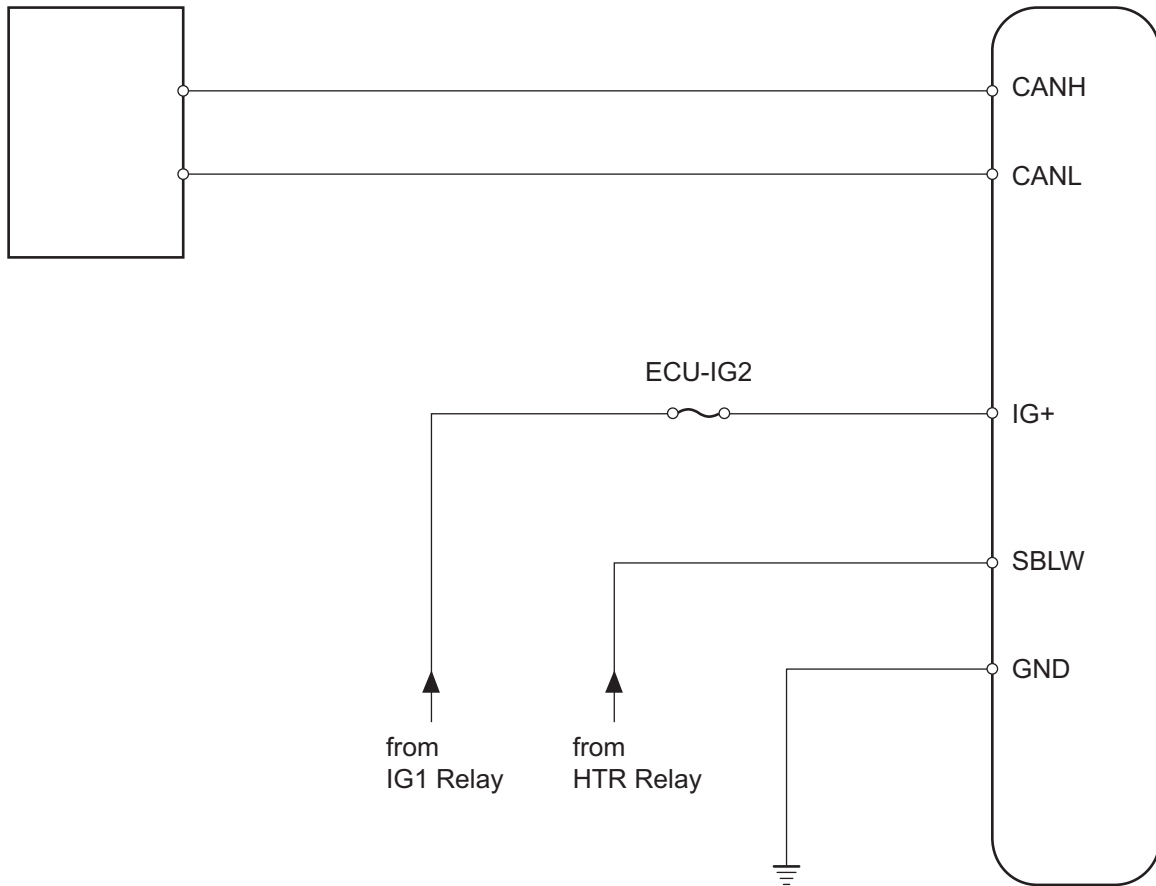 CANH
CANL
ECU-IG2
IG+
SBLW
GND
from
IG1 Relay
from
HTR Relay